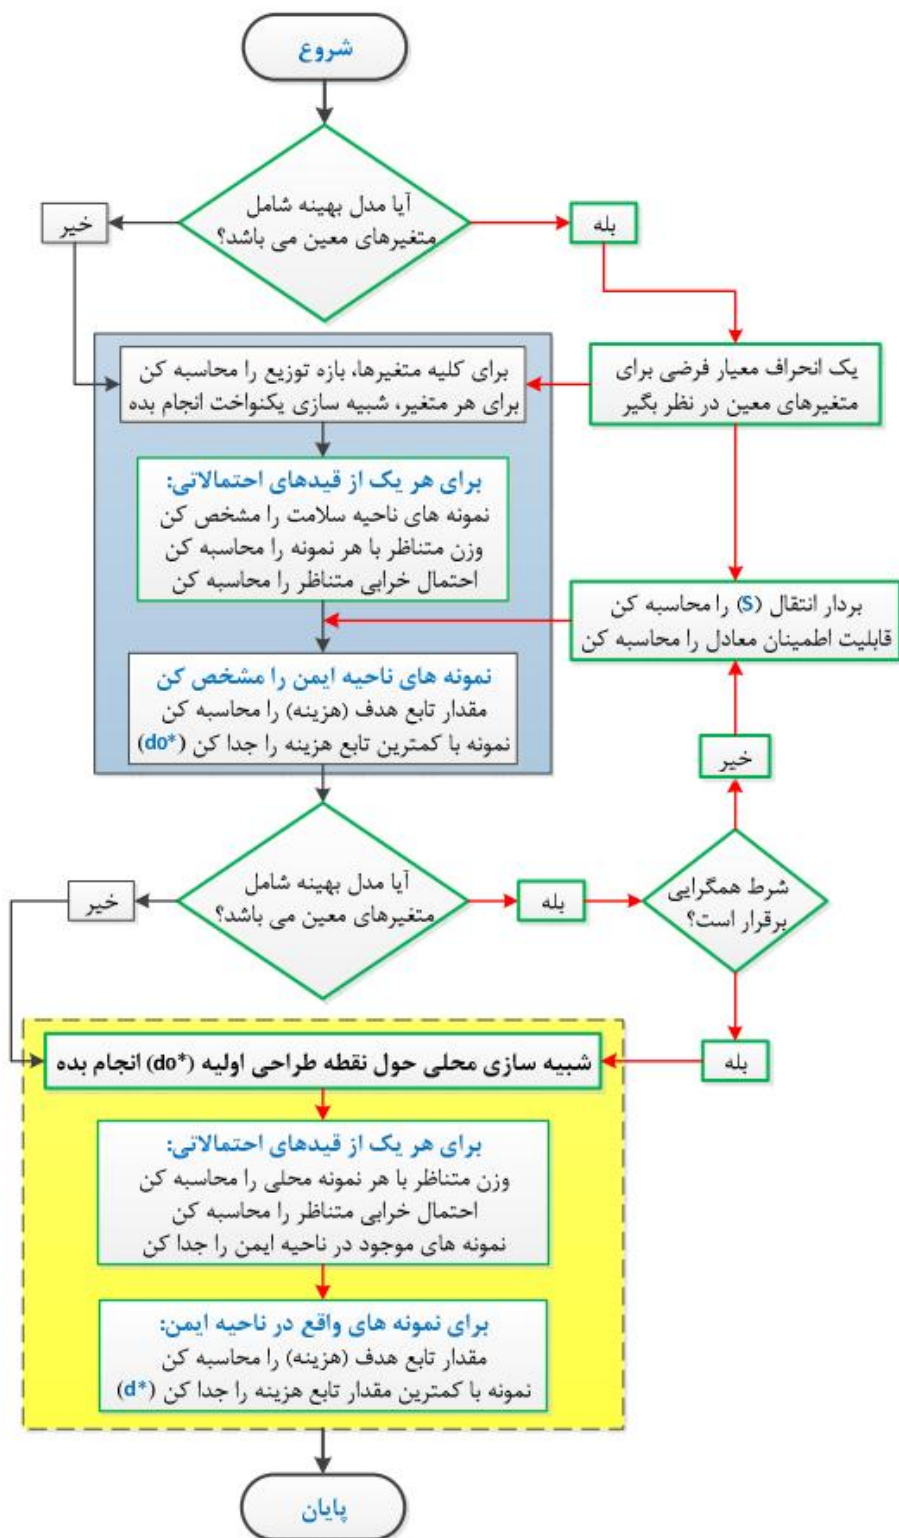 شروع
آیا مدل بهینه شامل
متغیرهای معین می باشد؟
خیر
بله
یک انحراف معیار فرضی برای
متغیرهای معین در نظر بگیر
برای کلیه متغیرها، بازه توزیع را محاسبه کن
برای هر متغیر، شبیه سازی یکنواخت انجام بده
برای هر یک از قیدهای احتمالاتی:
نمونه های ناحیه سلامت را مشخص کن
وزن متناظر با هر نمونه را محاسبه کن
احتمال خرابی متناظر را محاسبه کن
بردار انتقال (S) را محاسبه کن
قابلیت اطمینان معادل را محاسبه کن
نمونه های ناحیه ایمن را مشخص کن
مقدار تابع هدف (هزینه) را محاسبه کن
نمونه با کمترین تابع هزینه را جدا کن (do*)
خیر
آیا مدل بهینه شامل
متغیرهای معین می باشد؟
خیر
بله
شرط همگرایی
برقرار است؟
بله
شبیه سازی محلی حول نقطه طراحی اولیه (do*) انجام بده
برای هر یک از قیدهای احتمالاتی:
وزن متناظر با هر نمونه محلی را محاسبه کن
احتمال خرابی متناظر را محاسبه کن
نمونه های موجود در ناحیه ایمن را جدا کن
برای نمونه های واقع در ناحیه ایمن:
مقدار تابع هدف (هزینه) را محاسبه کن
نمونه با کمترین مقدار تابع هزینه را جدا کن (d*)
پایان